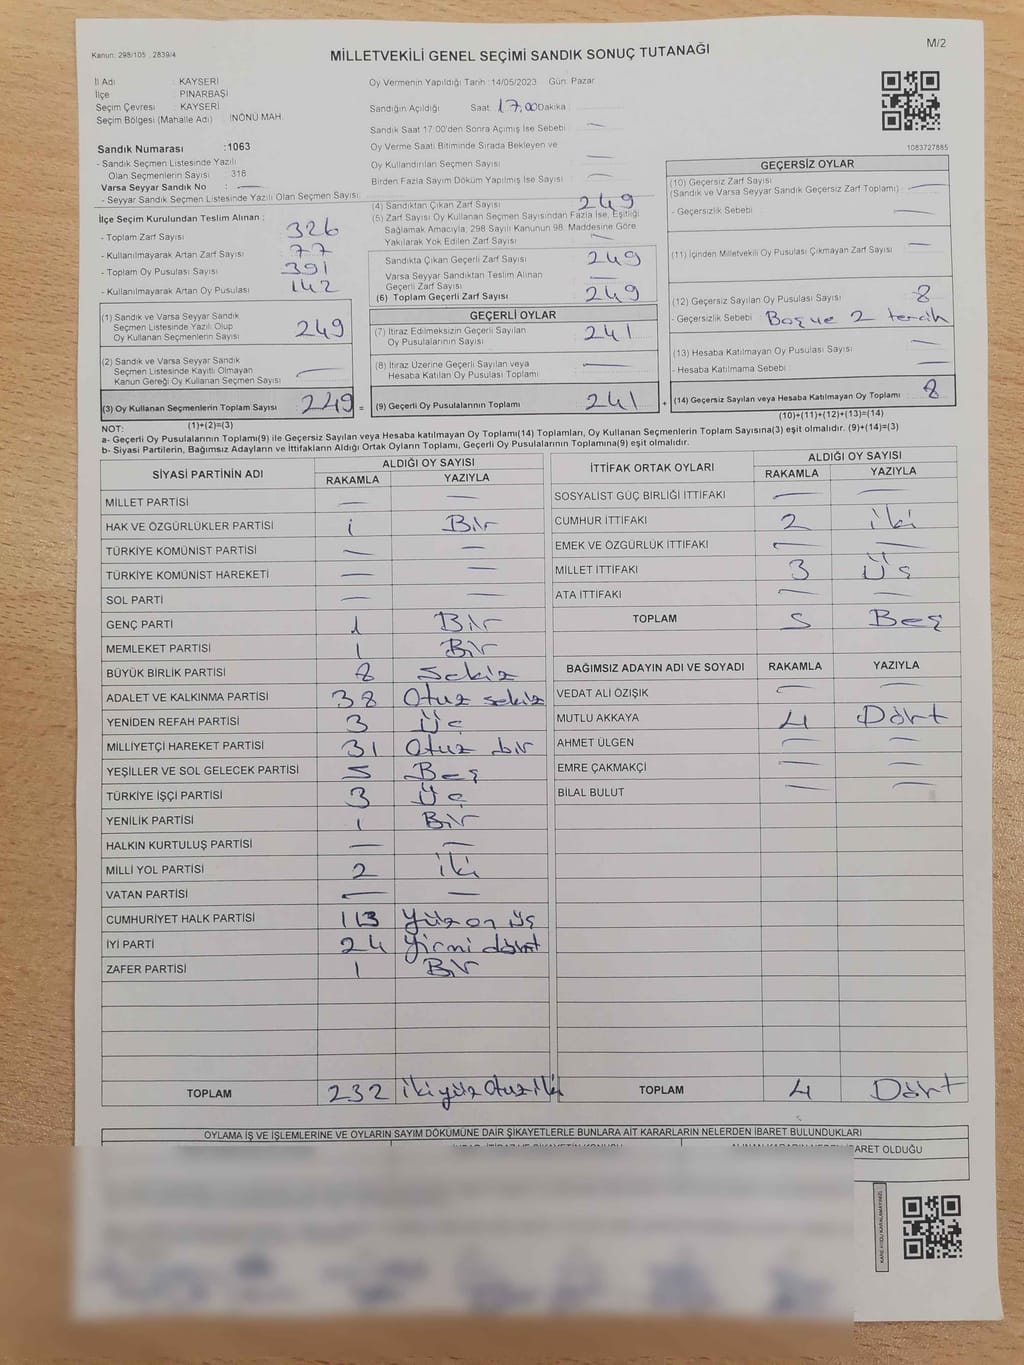 Kanun: 298/105 , 2839/4
MİLLETVEKİLİ GENEL SEÇİMİ SANDIK SONUÇ TUTANAĞI
M/2
İl Adı : KAYSERİ
İlçe : PINARBAŞI
Seçim Çevresi : KAYSERİ
Seçim Bölgesi (Mahalle Adı) : İNÖNÜ MAH.
Sandık Numarası :1063
- Sandık Seçmen Listesinde Yazılı
Olan Seçmenlerin Sayısı : 318
Varsa Seyyar Sandık No : —
- Seyyar Sandık Seçmen Listesinde Yazılı Olan Seçmen Sayısı :
Oy Vermenin Yapıldığı Tarih :14/05/2023 Gün: Pazar
Sandığın Açıldığı Saat: 17,00 Dakika :
Sandık Saat 17:00'den Sonra Açımış İse Sebebi : —
Oy Verme Saati Bitiminde Sırada Bekleyen ve
Oy Kullandırılan Seçmen Sayısı : —
Birden Fazla Sayım Döküm Yapılmış İse Sayısı : —
1083727885
İlçe Seçim Kurulundan Teslim Alınan :
- Toplam Zarf Sayısı : 326
- Kullanılmayarak Artan Zarf Sayısı : 77
- Toplam Oy Pusulası Sayısı : 391
- Kullanılmayarak Artan Oy Pusulası : 142
(1) Sandık ve Varsa Seyyar Sandık
Seçmen Listesinde Yazılı Olup
Oy Kullanan Seçmenlerin Sayısı : 249
(2) Sandık ve Varsa Seyyar Sandık
Seçmen Listesinde Kayıtlı Olmayan
Kanun Gereği Oy Kullanan Seçmen Sayısı : —
(3) Oy Kullanan Seçmenlerin Toplam Sayısı : 249 =
(1)+(2)=(3)
(4) Sandıktan Çıkan Zarf Sayısı : 249
(5) Zarf Sayısı Oy Kullanan Seçmen Sayısından Fazla İse, Eşitliği
Sağlamak Amacıyla; 298 Sayılı Kanunun 98. Maddesine Göre
Yakılarak Yok Edilen Zarf Sayısı : —
Sandıkta Çıkan Geçerli Zarf Sayısı : 249
Varsa Seyyar Sandıktan Teslim Alınan
Geçerli Zarf Sayısı : —
(6) Toplam Geçerli Zarf Sayısı : 249
GEÇERLİ OYLAR
(7) İtiraz Edilmeksizin Geçerli Sayılan
Oy Pusulalarının Sayısı : 241
(8) İtiraz Üzerine Geçerli Sayılan veya
Hesaba Katılan Oy Pusulası Toplamı : —
(9) Geçerli Oy Pusulalarının Toplamı : 241 +
GEÇERSİZ OYLAR
(10) Geçersiz Zarf Sayısı
(Sandık ve Varsa Seyyar Sandık Geçersiz Zarf Toplamı) : —
- Geçersizlik Sebebi : —
(11) İçinden Milletvekili Oy Pusulası Çıkmayan Zarf Sayısı : —
(12) Geçersiz Sayılan Oy Pusulası Sayısı : 8
- Geçersizlik Sebebi : Boş ve 2 tercih
(13) Hesaba Katılmayan Oy Pusulası Sayısı : —
- Hesaba Katılmama Sebebi : —
(14) Geçersiz Sayılan veya Hesaba Katılmayan Oy Toplamı : 8
(10)+(11)+(12)+(13)=(14)
NOT:
a- Geçerli Oy Pusulalarının Toplamı(9) ile Geçersiz Sayılan veya Hesaba katılmayan Oy Toplamı(14) Toplamları, Oy Kullanan Seçmenlerin Toplam Sayısına(3) eşit olmalıdır. (9)+(14)=(3)
b- Siyasi Partilerin, Bağımsız Adayların ve İttifakların Aldığı Ortak Oyların Toplamı, Geçerli Oy Pusulalarının Toplamına(9) eşit olmalıdır.
SİYASİ PARTİNİN ADI ALDIĞI OY SAYISI
RAKAMLA YAZIYLA
MİLLET PARTİSİ — —
HAK VE ÖZGÜRLÜKLER PARTİSİ 1 Bir
TÜRKİYE KOMÜNİST PARTİSİ — —
TÜRKİYE KOMÜNİST HAREKETİ — —
SOL PARTİ — —
GENÇ PARTİ 1 Bir
MEMLEKET PARTİSİ 1 Bir
BÜYÜK BİRLİK PARTİSİ 8 sekiz
ADALET VE KALKINMA PARTİSİ 38 Otuz sekiz
YENİDEN REFAH PARTİSİ 3 Üç
MİLLİYETÇİ HAREKET PARTİSİ 31 Otuz bir
YEŞİLLER VE SOL GELECEK PARTİSİ 5 Beş
TÜRKİYE İŞÇİ PARTİSİ 3 Üç
YENİLİK PARTİSİ 1 Bir
HALKIN KURTULUŞ PARTİSİ — —
MİLLİ YOL PARTİSİ 2 iki
VATAN PARTİSİ — —
CUMHURİYET HALK PARTİSİ 113 Yüz on üç
İYİ PARTİ 24 Yirmi dört
ZAFER PARTİSİ 1 Bir
TOPLAM 232 İkiyüz Otuz iki
İTTİFAK ORTAK OYLARI ALDIĞI OY SAYISI
RAKAMLA YAZIYLA
SOSYALİST GÜÇ BİRLİĞİ İTTİFAKI — —
CUMHUR İTTİFAKI 2 iki
EMEK VE ÖZGÜRLÜK İTTİFAKI — —
MİLLET İTTİFAKI 3 Üç
ATA İTTİFAKI — —
TOPLAM 5 Beş
BAĞIMSIZ ADAYIN ADI VE SOYADI RAKAMLA YAZIYLA
VEDAT ALİ ÖZIŞIK — —
MUTLU AKKAYA 4 Dört
AHMET ÜLGEN — —
EMRE ÇAKMAKÇI — —
BİLAL BULUT — —
TOPLAM 4 Dört
OYLAMA İŞ VE İŞLEMLERİNE VE OYLARIN SAYIM DÖKÜMÜNE DAİR ŞİKAYETLERLE BUNLARA AİT KARARLARIN NELERDEN İBARET BULUNDUKLARI
OLDUĞU